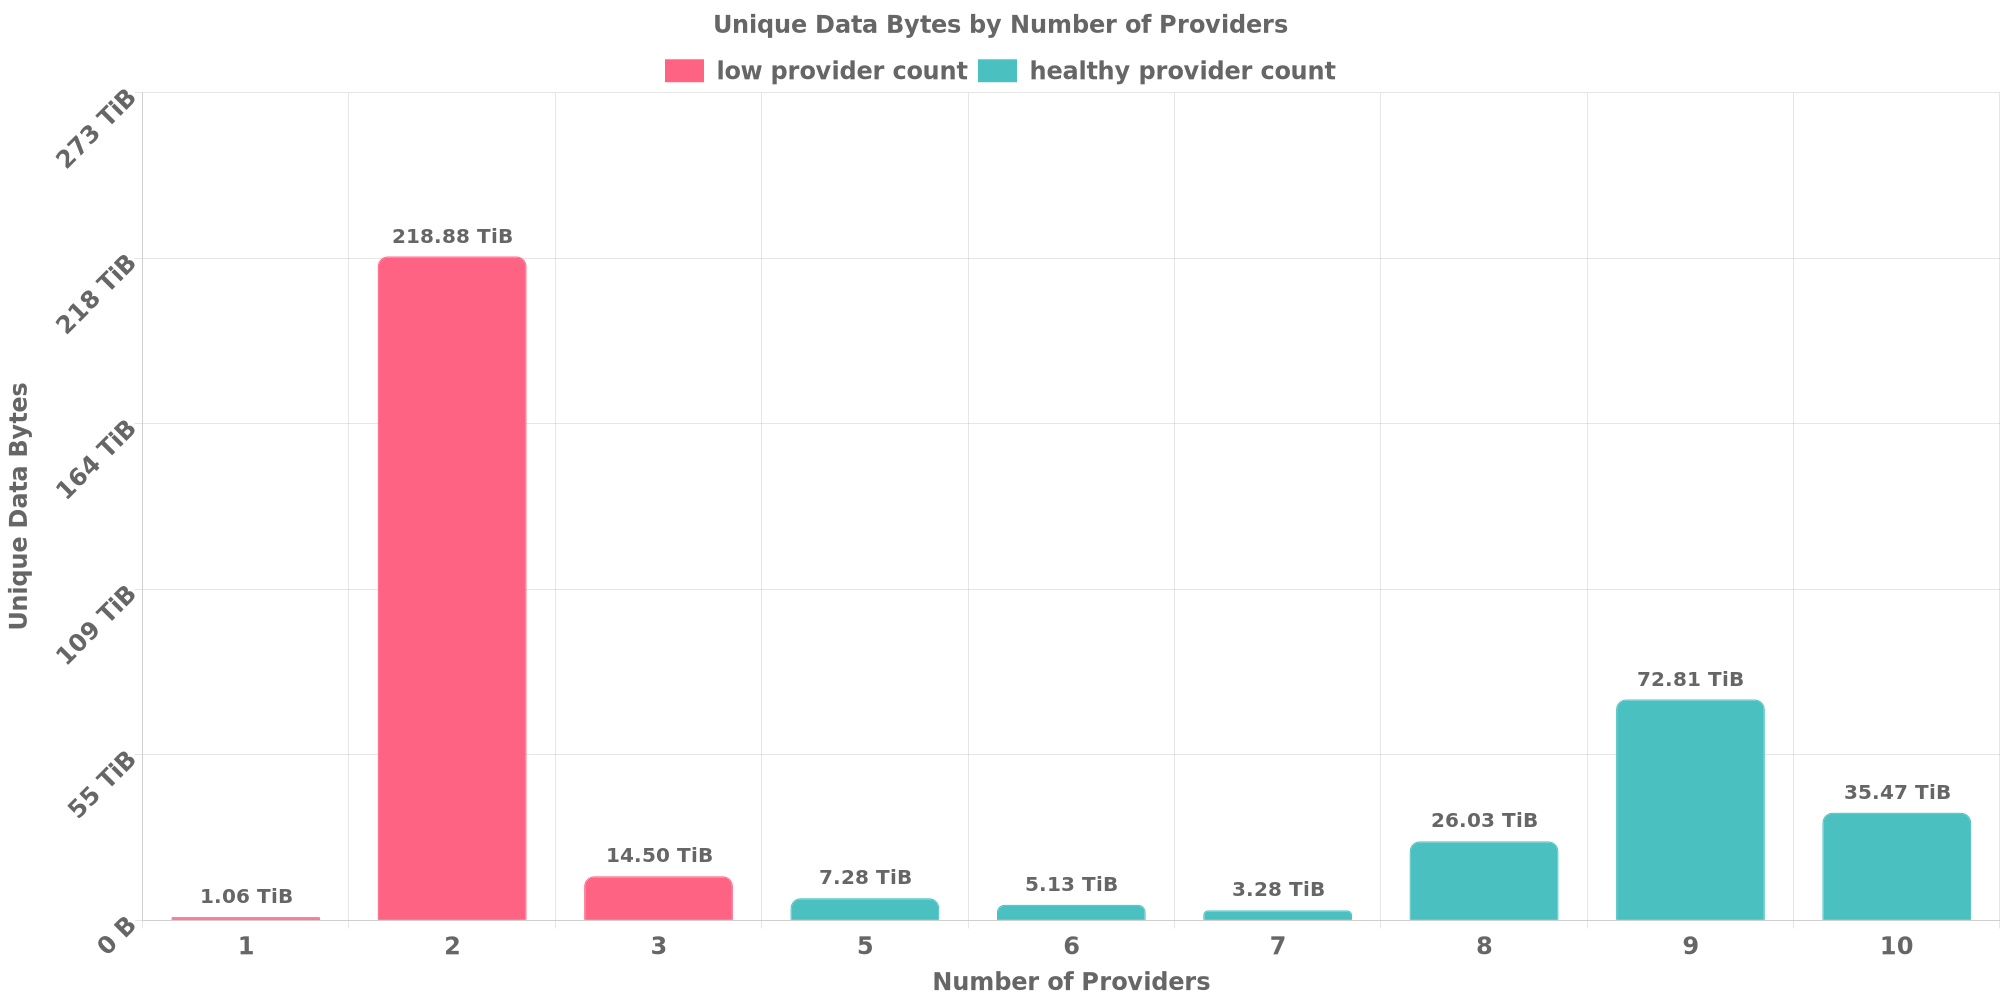 Unique Data Bytes by Number of Providers
low provider count healthy provider count
273 TiB
218 TiB
164 TiB
109 TiB
55 TiB
0 B
Unique Data Bytes
1.06 TiB
218.88 TiB
14.50 TiB
7.28 TiB
5.13 TiB
3.28 TiB
26.03 TiB
72.81 TiB
35.47 TiB
1 2 3 5 6 7 8 9 10
Number of Providers